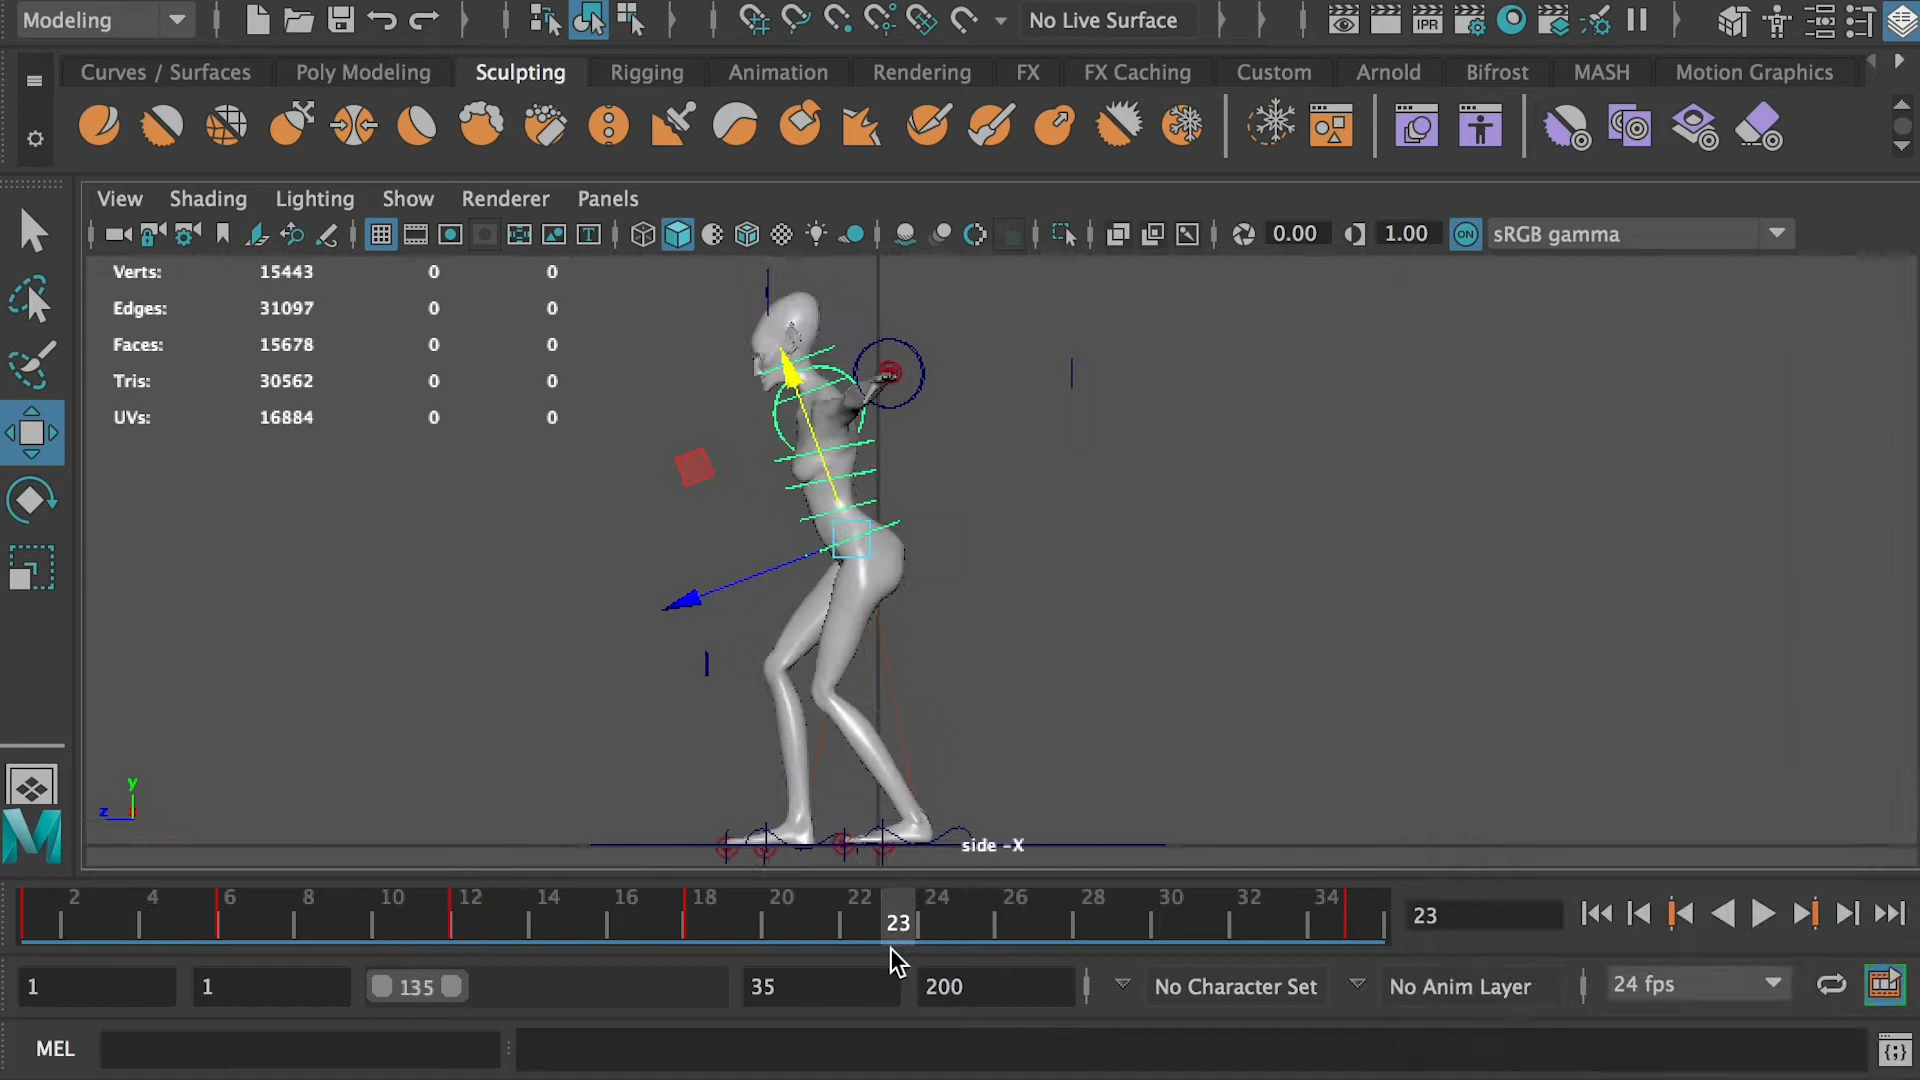 Modeling
No Live Surface
IPR
Curves / Surfaces Poly Modeling Sculpting Rigging Animation Rendering FX FX Caching Custom Arnold Bifrost MASH Motion Graphics
View Shading Lighting Show Renderer Panels
T 0.00 1.00 ON sRGB gamma
Verts: 15443 0 0
Edges: 31097 0 0
Faces: 15678 0 0
Tris: 30562 0 0
UVs: 16884 0 0
y
z
side -X
2 4 6 8 10 12 14 16 18 20 22 24 26 28 30 32 34
23 23
1 1 135 35 200 No Character Set No Anim Layer 24 fps
MEL